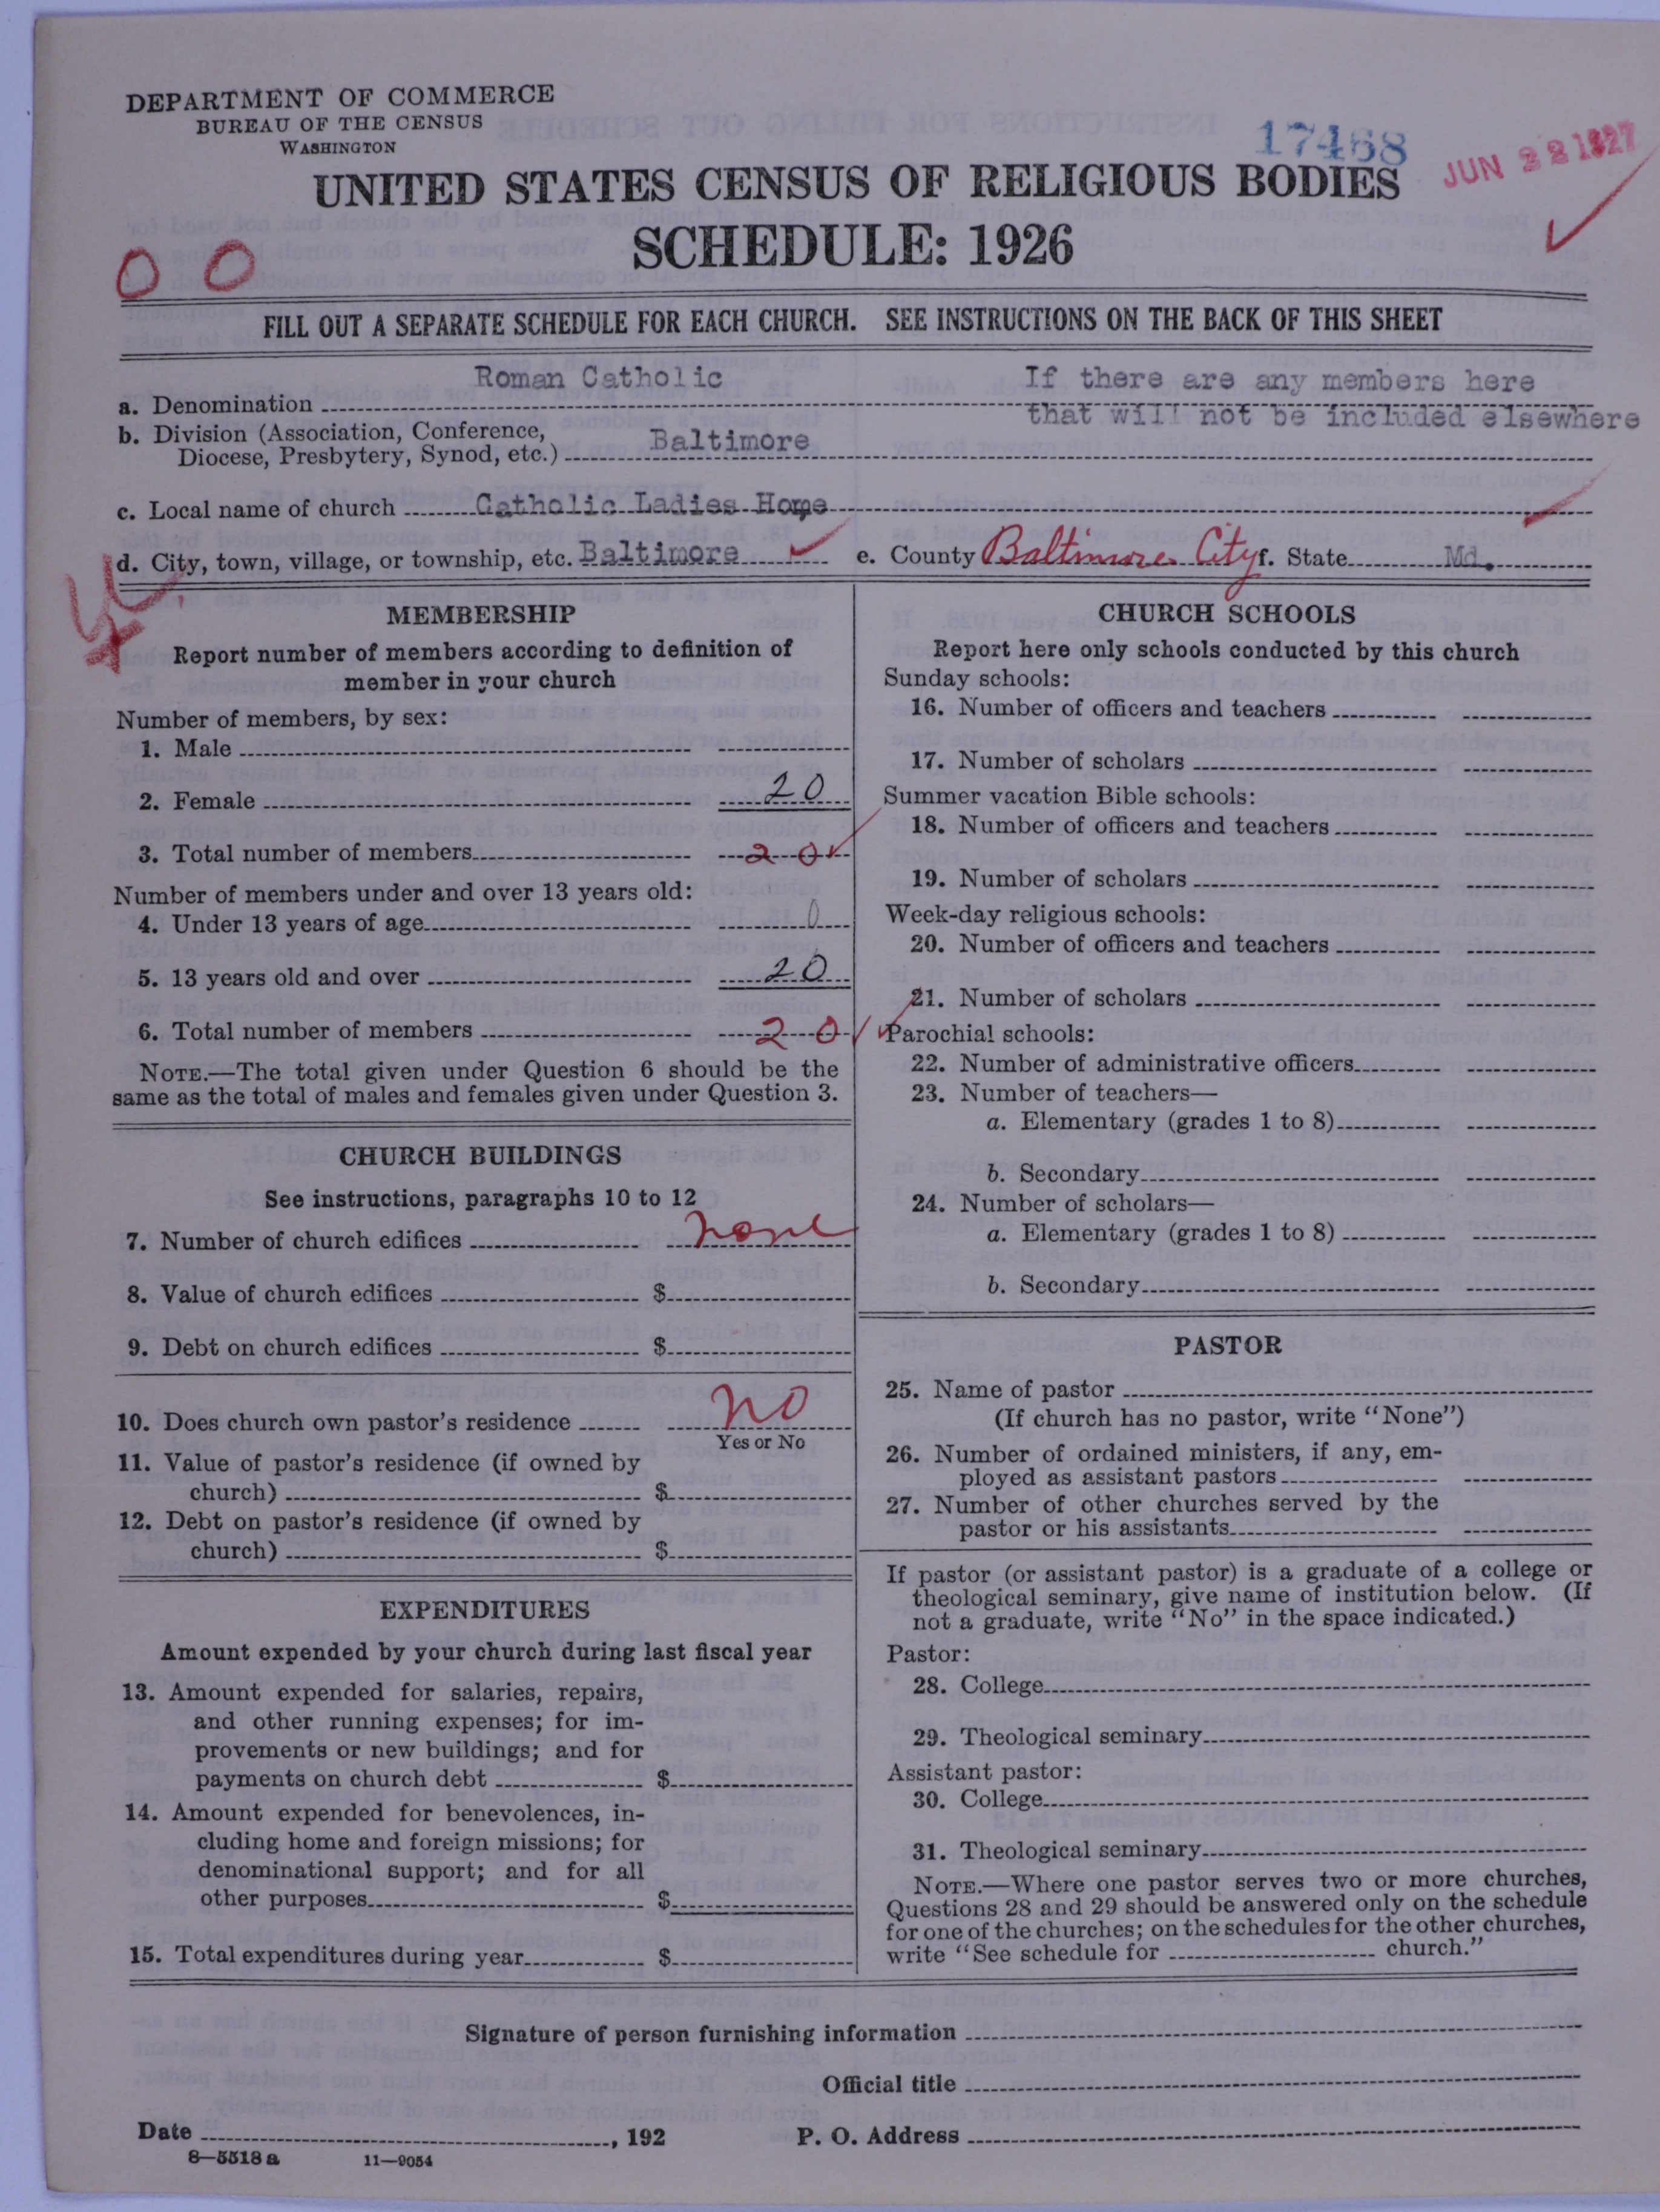 DEPARTMENT OF COMMERCE
BUREAU OF THE CENSUS
WASHINGTON
17468
JUN 22 1927
UNITED STATES CENSUS OF RELIGIOUS BODIES
SCHEDULE: 1926
0 0
FILL OUT A SEPARATE SCHEDULE FOR EACH CHURCH. SEE INSTRUCTIONS ON THE BACK OF THIS SHEET
a. Denomination Roman Catholic
If there are any members here
that will not be included elsewhere
b. Division (Association, Conference,
Diocese, Presbytery, Synod, etc.) Baltimore
c. Local name of church Catholic Ladies Home
d. City, town, village, or township, etc. Baltimore e. County Baltimore City f. State Md.
MEMBERSHIP
Report number of members according to definition of
member in your church
Number of members, by sex:
1. Male
2. Female 20
3. Total number of members 20
Number of members under and over 13 years old:
4. Under 13 years of age 0
5. 13 years old and over 20
6. Total number of members 20
NOTE.—The total given under Question 6 should be the
same as the total of males and females given under Question 3.
CHURCH BUILDINGS
See instructions, paragraphs 10 to 12
7. Number of church edifices none
8. Value of church edifices $
9. Debt on church edifices $
10. Does church own pastor's residence no
Yes or No
11. Value of pastor's residence (if owned by
church) $
12. Debt on pastor's residence (if owned by
church) $
EXPENDITURES
Amount expended by your church during last fiscal year
13. Amount expended for salaries, repairs,
and other running expenses; for im-
provements or new buildings; and for
payments on church debt $
14. Amount expended for benevolences, in-
cluding home and foreign missions; for
denominational support; and for all
other purposes $
15. Total expenditures during year $
CHURCH SCHOOLS
Report here only schools conducted by this church
Sunday schools:
16. Number of officers and teachers
17. Number of scholars
Summer vacation Bible schools:
18. Number of officers and teachers
19. Number of scholars
Week-day religious schools:
20. Number of officers and teachers
21. Number of scholars
Parochial schools:
22. Number of administrative officers
23. Number of teachers—
a. Elementary (grades 1 to 8)
b. Secondary
24. Number of scholars—
a. Elementary (grades 1 to 8)
b. Secondary
PASTOR
25. Name of pastor
(If church has no pastor, write "None")
26. Number of ordained ministers, if any, em-
ployed as assistant pastors
27. Number of other churches served by the
pastor or his assistants
If pastor (or assistant pastor) is a graduate of a college or
theological seminary, give name of institution below. (If
not a graduate, write "No" in the space indicated.)
Pastor:
28. College
29. Theological seminary
Assistant pastor:
30. College
31. Theological seminary
NOTE.—Where one pastor serves two or more churches,
Questions 28 and 29 should be answered only on the schedule
for one of the churches; on the schedules for the other churches,
write "See schedule for church."
Signature of person furnishing information
Official title
Date , 192 P. O. Address
8—5518 a 11—9054